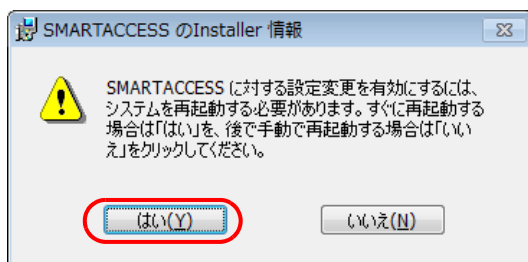 SMARTACCESS のInstaller 情報
SMARTACCESS に対する設定変更を有効にするには、
システムを再起動する必要があります。すぐに再起動する
場合は「はい」を、後で手動で再起動する場合は「いい
え」をクリックしてください。
はい(Y)
いいえ(N)